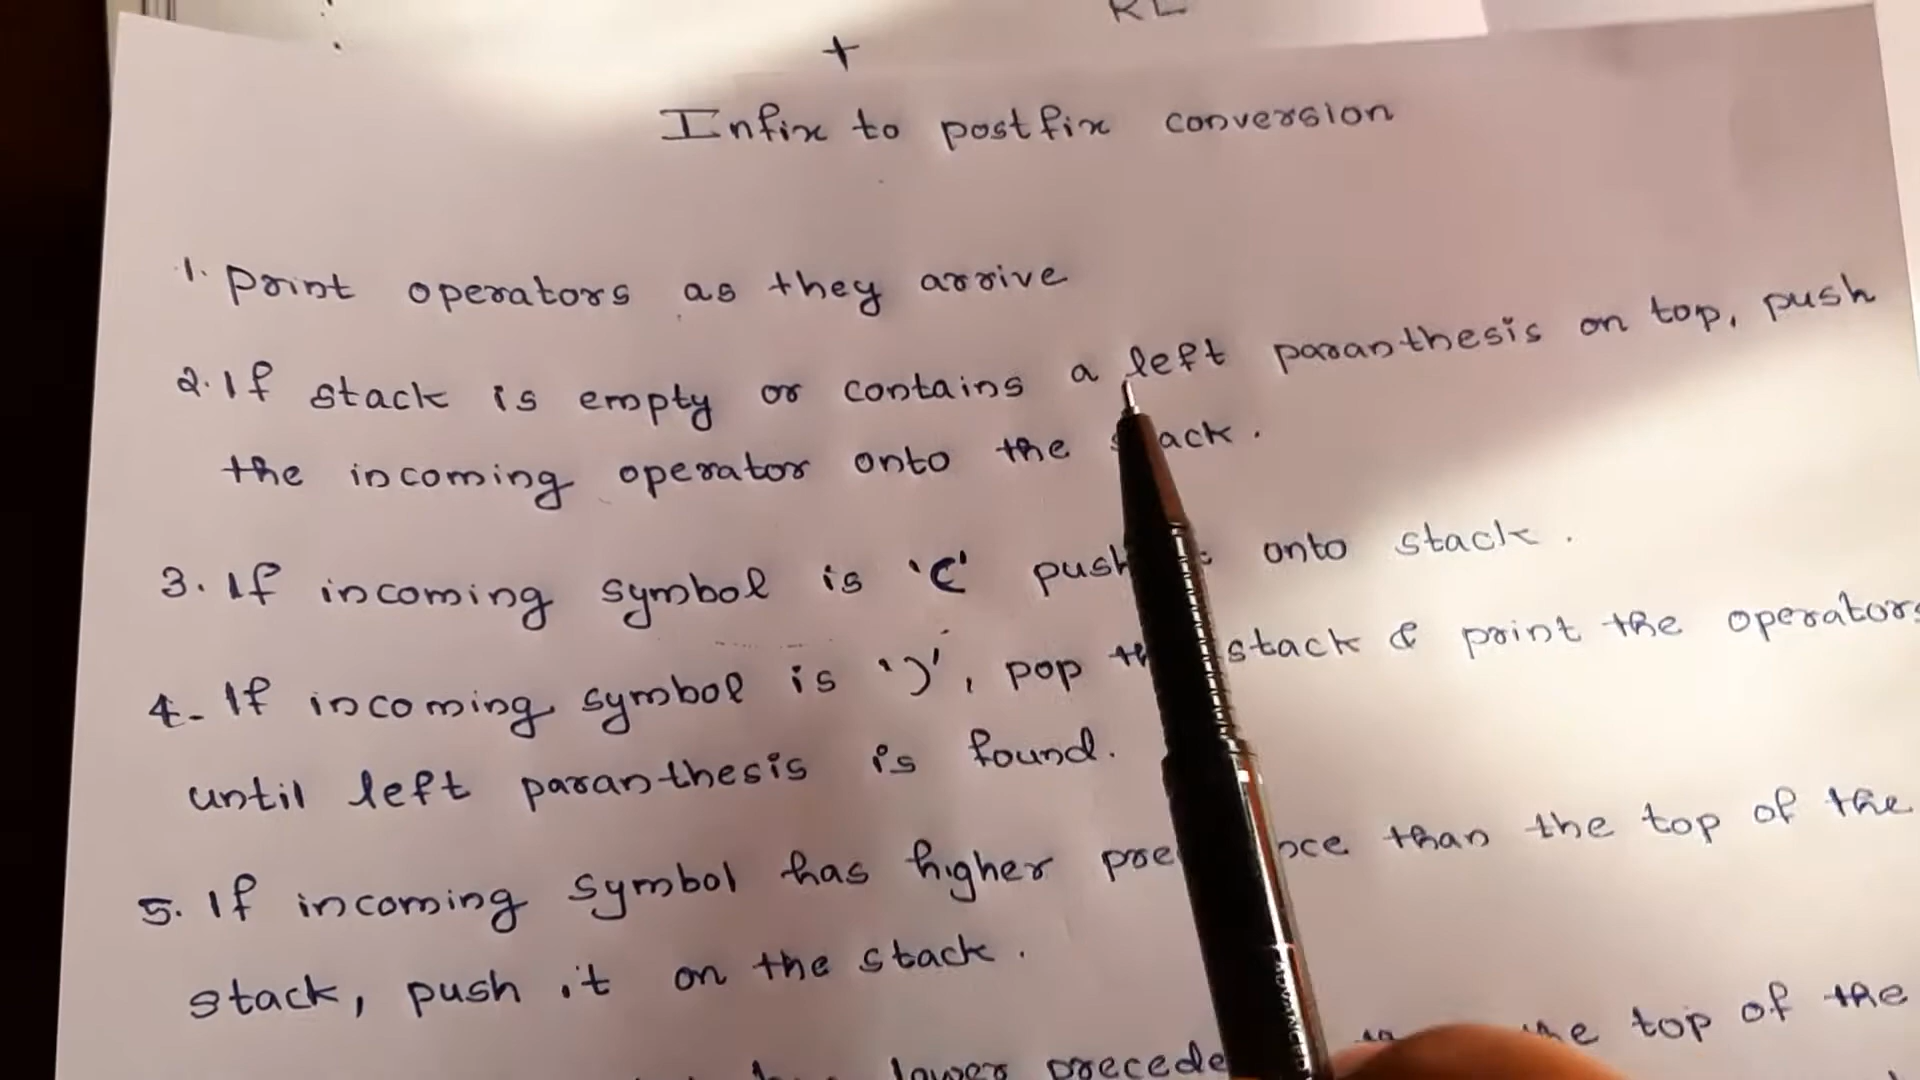 +
Infix to postfix conversion
1. Print operators as they arrive
2. If stack is empty or contains a left paranthesis on top, push
the incoming operator onto the ack.
3. If incoming symbol is '(' push onto stack.
4. If incoming symbol is ')', pop stack & print the operators
until left paranthesis is found.
5. If incoming symbol has higher than the top of the
stack, push it on the stack.
lower top of the